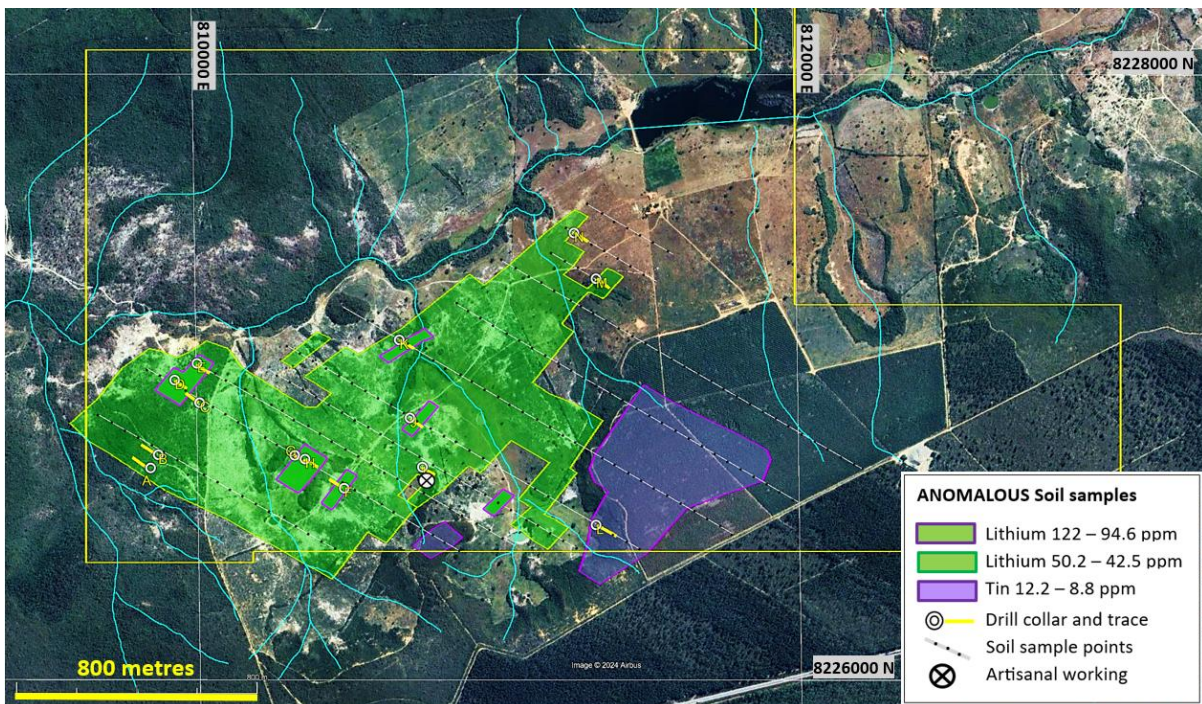 810000 E
812000 E
8228000 N
N
M
K
E
D
C
J
B
A
G
H
F
L
8226000 N
800 metres
800 m
Image © 2024 Airbus
ANOMALOUS Soil samples
Lithium 122 – 94.6 ppm
Lithium 50.2 – 42.5 ppm
Tin 12.2 – 8.8 ppm
Drill collar and trace
Soil sample points
Artisanal working